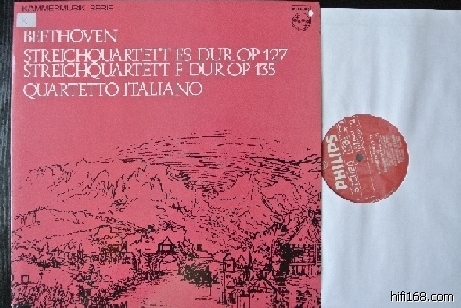 KAMMERMUSIK-SERIE
BEETHOVEN
STREICHQUARTETT ES DUR OP 127
STREICHQUARTETT F DUR OP 135
QUARTETTO ITALIANO
PHILIPS
hifi168.com